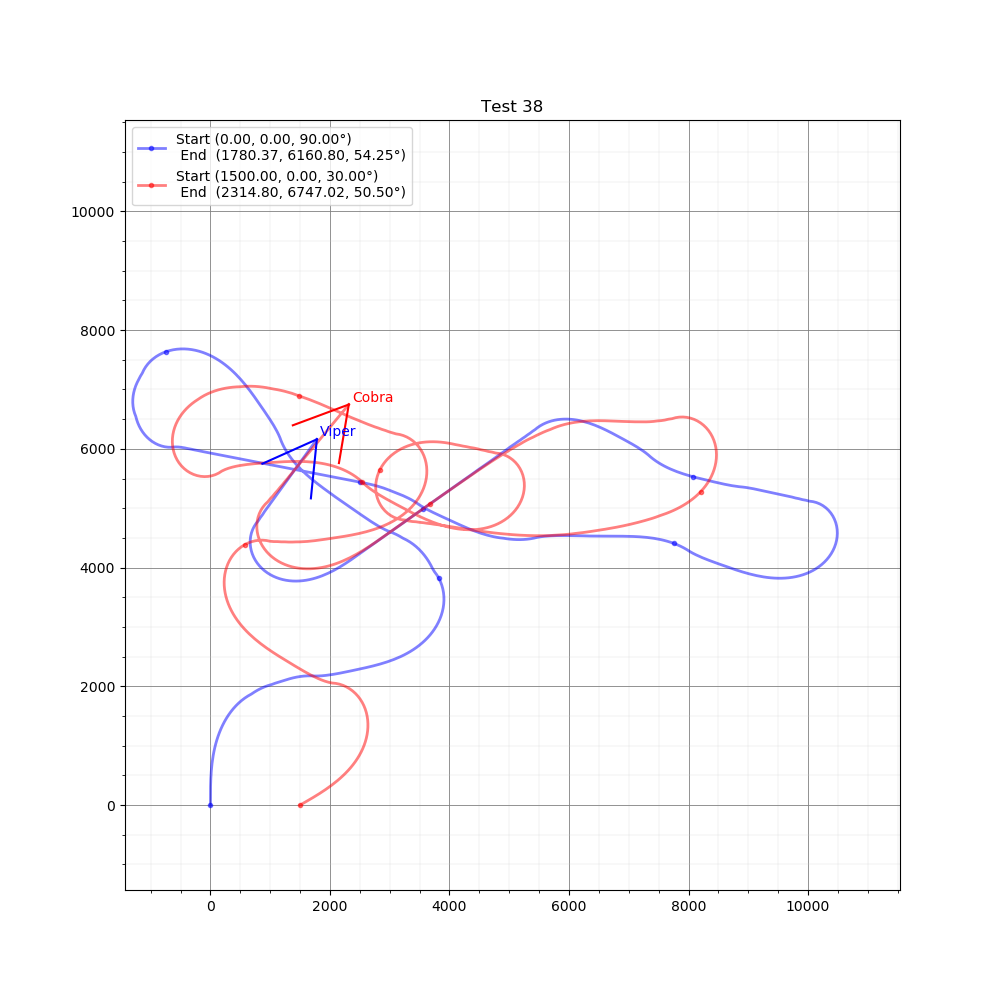 Test 38
Start (0.00, 0.00, 90.00°)
End  (1780.37, 6160.80, 54.25°)
Start (1500.00, 0.00, 30.00°)
End  (2314.80, 6747.02, 50.50°)
10000
8000
6000
4000
2000
0
Cobra
Viper
0
2000
4000
6000
8000
10000